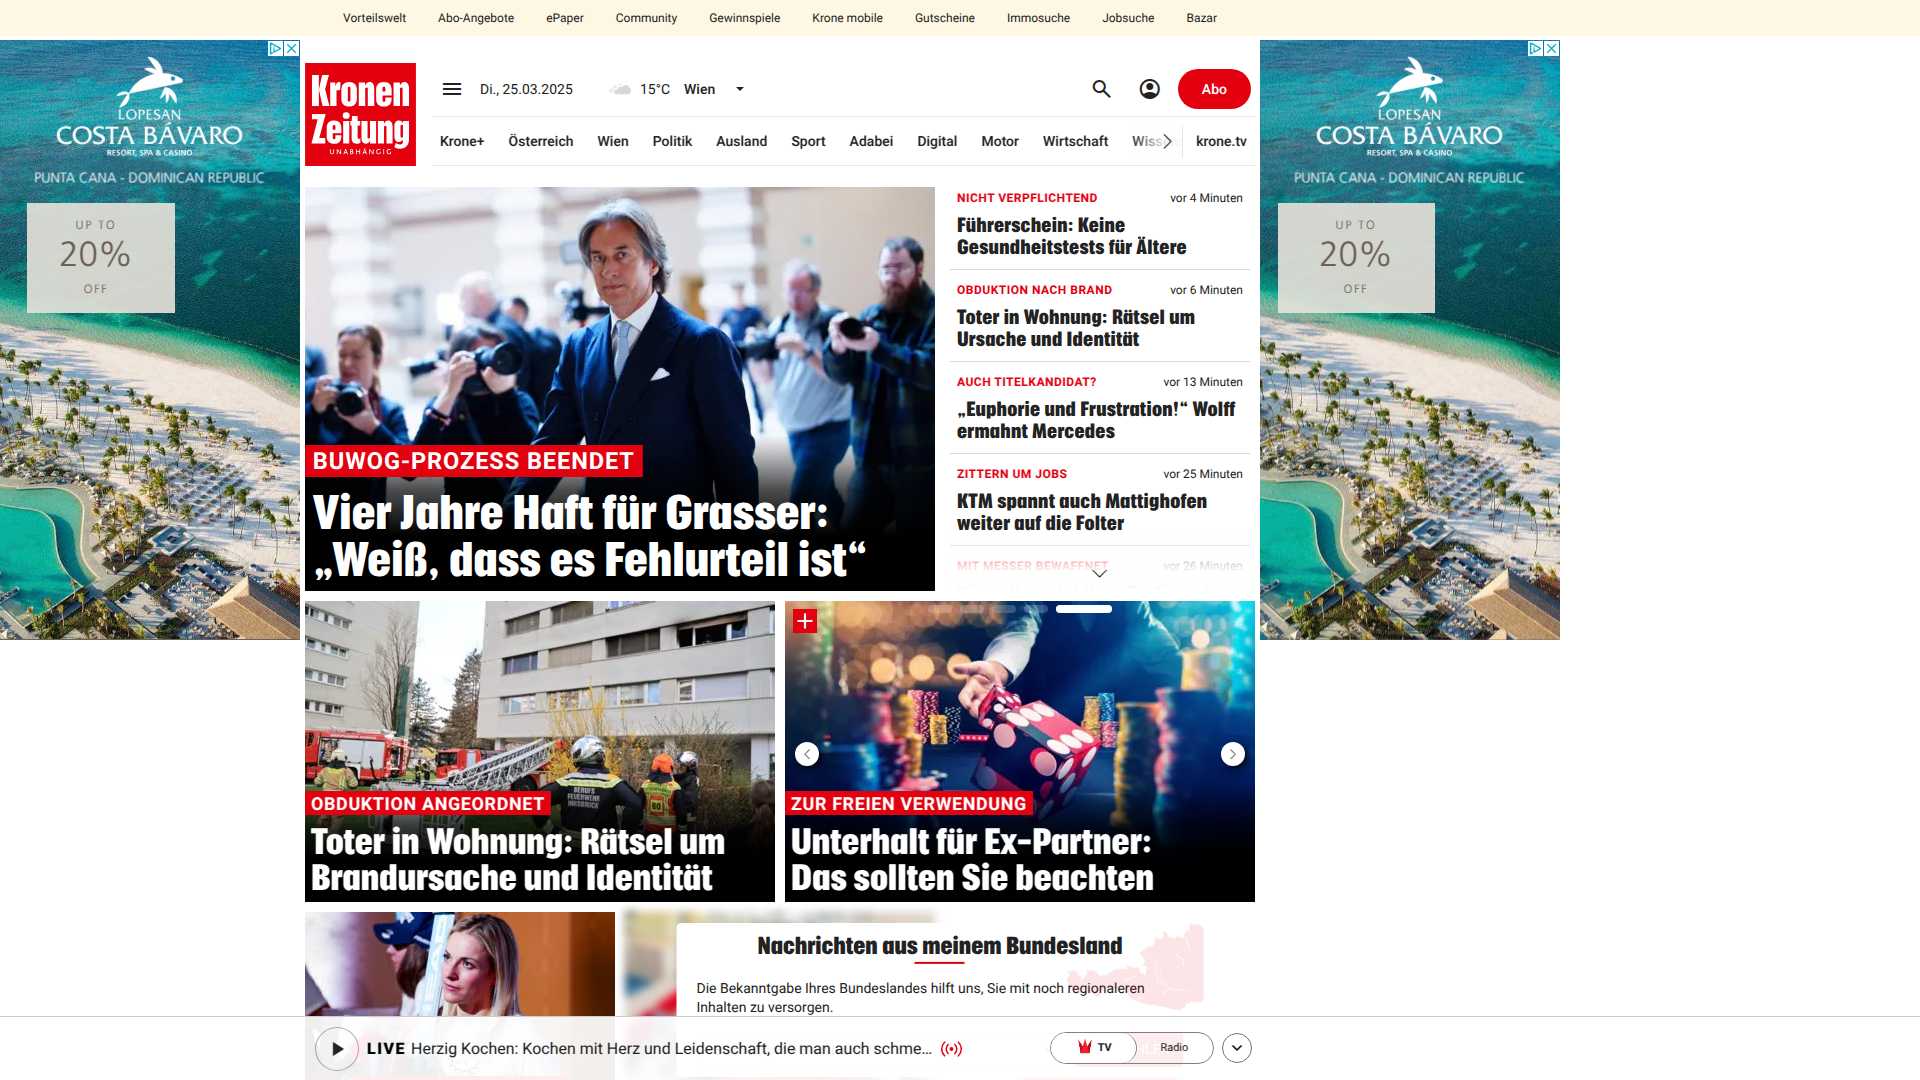 Vorteilswelt Abo-Angebote ePaper Community Gewinnspiele Krone mobile Gutscheine Immosuche Jobsuche Bazar
LOPESAN
COSTA BÁVARO
RESORT, SPA & CASINO
PUNTA CANA - DOMINICAN REPUBLIC
UP TO
20%
OFF
Kronen
Zeitung
UNABHÄNGIG
Di., 25.03.2025 15°C Wien
Abo
Krone+ Österreich Wien Politik Ausland Sport Adabei Digital Motor Wirtschaft Wiss krone.tv
BUWOG-PROZESS BEENDET
Vier Jahre Haft für Grasser:
„Weiß, dass es Fehlurteil ist“
NICHT VERPFLICHTEND vor 4 Minuten
Führerschein: Keine
Gesundheitstests für Ältere
OBDUKTION NACH BRAND vor 6 Minuten
Toter in Wohnung: Rätsel um
Ursache und Identität
AUCH TITELKANDIDAT? vor 13 Minuten
„Euphorie und Frustration!“ Wolff
ermahnt Mercedes
ZITTERN UM JOBS vor 25 Minuten
KTM spannt auch Mattighofen
weiter auf die Folter
MIT MESSER BEWAFFNET vor 26 Minuten
LOPESAN
COSTA BÁVARO
RESORT, SPA & CASINO
PUNTA CANA - DOMINICAN REPUBLIC
UP TO
20%
OFF
BERUFS
FEUERWEHR
INNSBRUCK
OBDUKTION ANGEORDNET
Toter in Wohnung: Rätsel um
Brandursache und Identität
ZUR FREIEN VERWENDUNG
Unterhalt für Ex-Partner:
Das sollten Sie beachten
Nachrichten aus meinem Bundesland
Die Bekanntgabe Ihres Bundeslandes hilft uns, Sie mit noch regionaleren
Inhalten zu versorgen.
LIVE Herzig Kochen: Kochen mit Herz und Leidenschaft, die man auch schme...
TV Radio